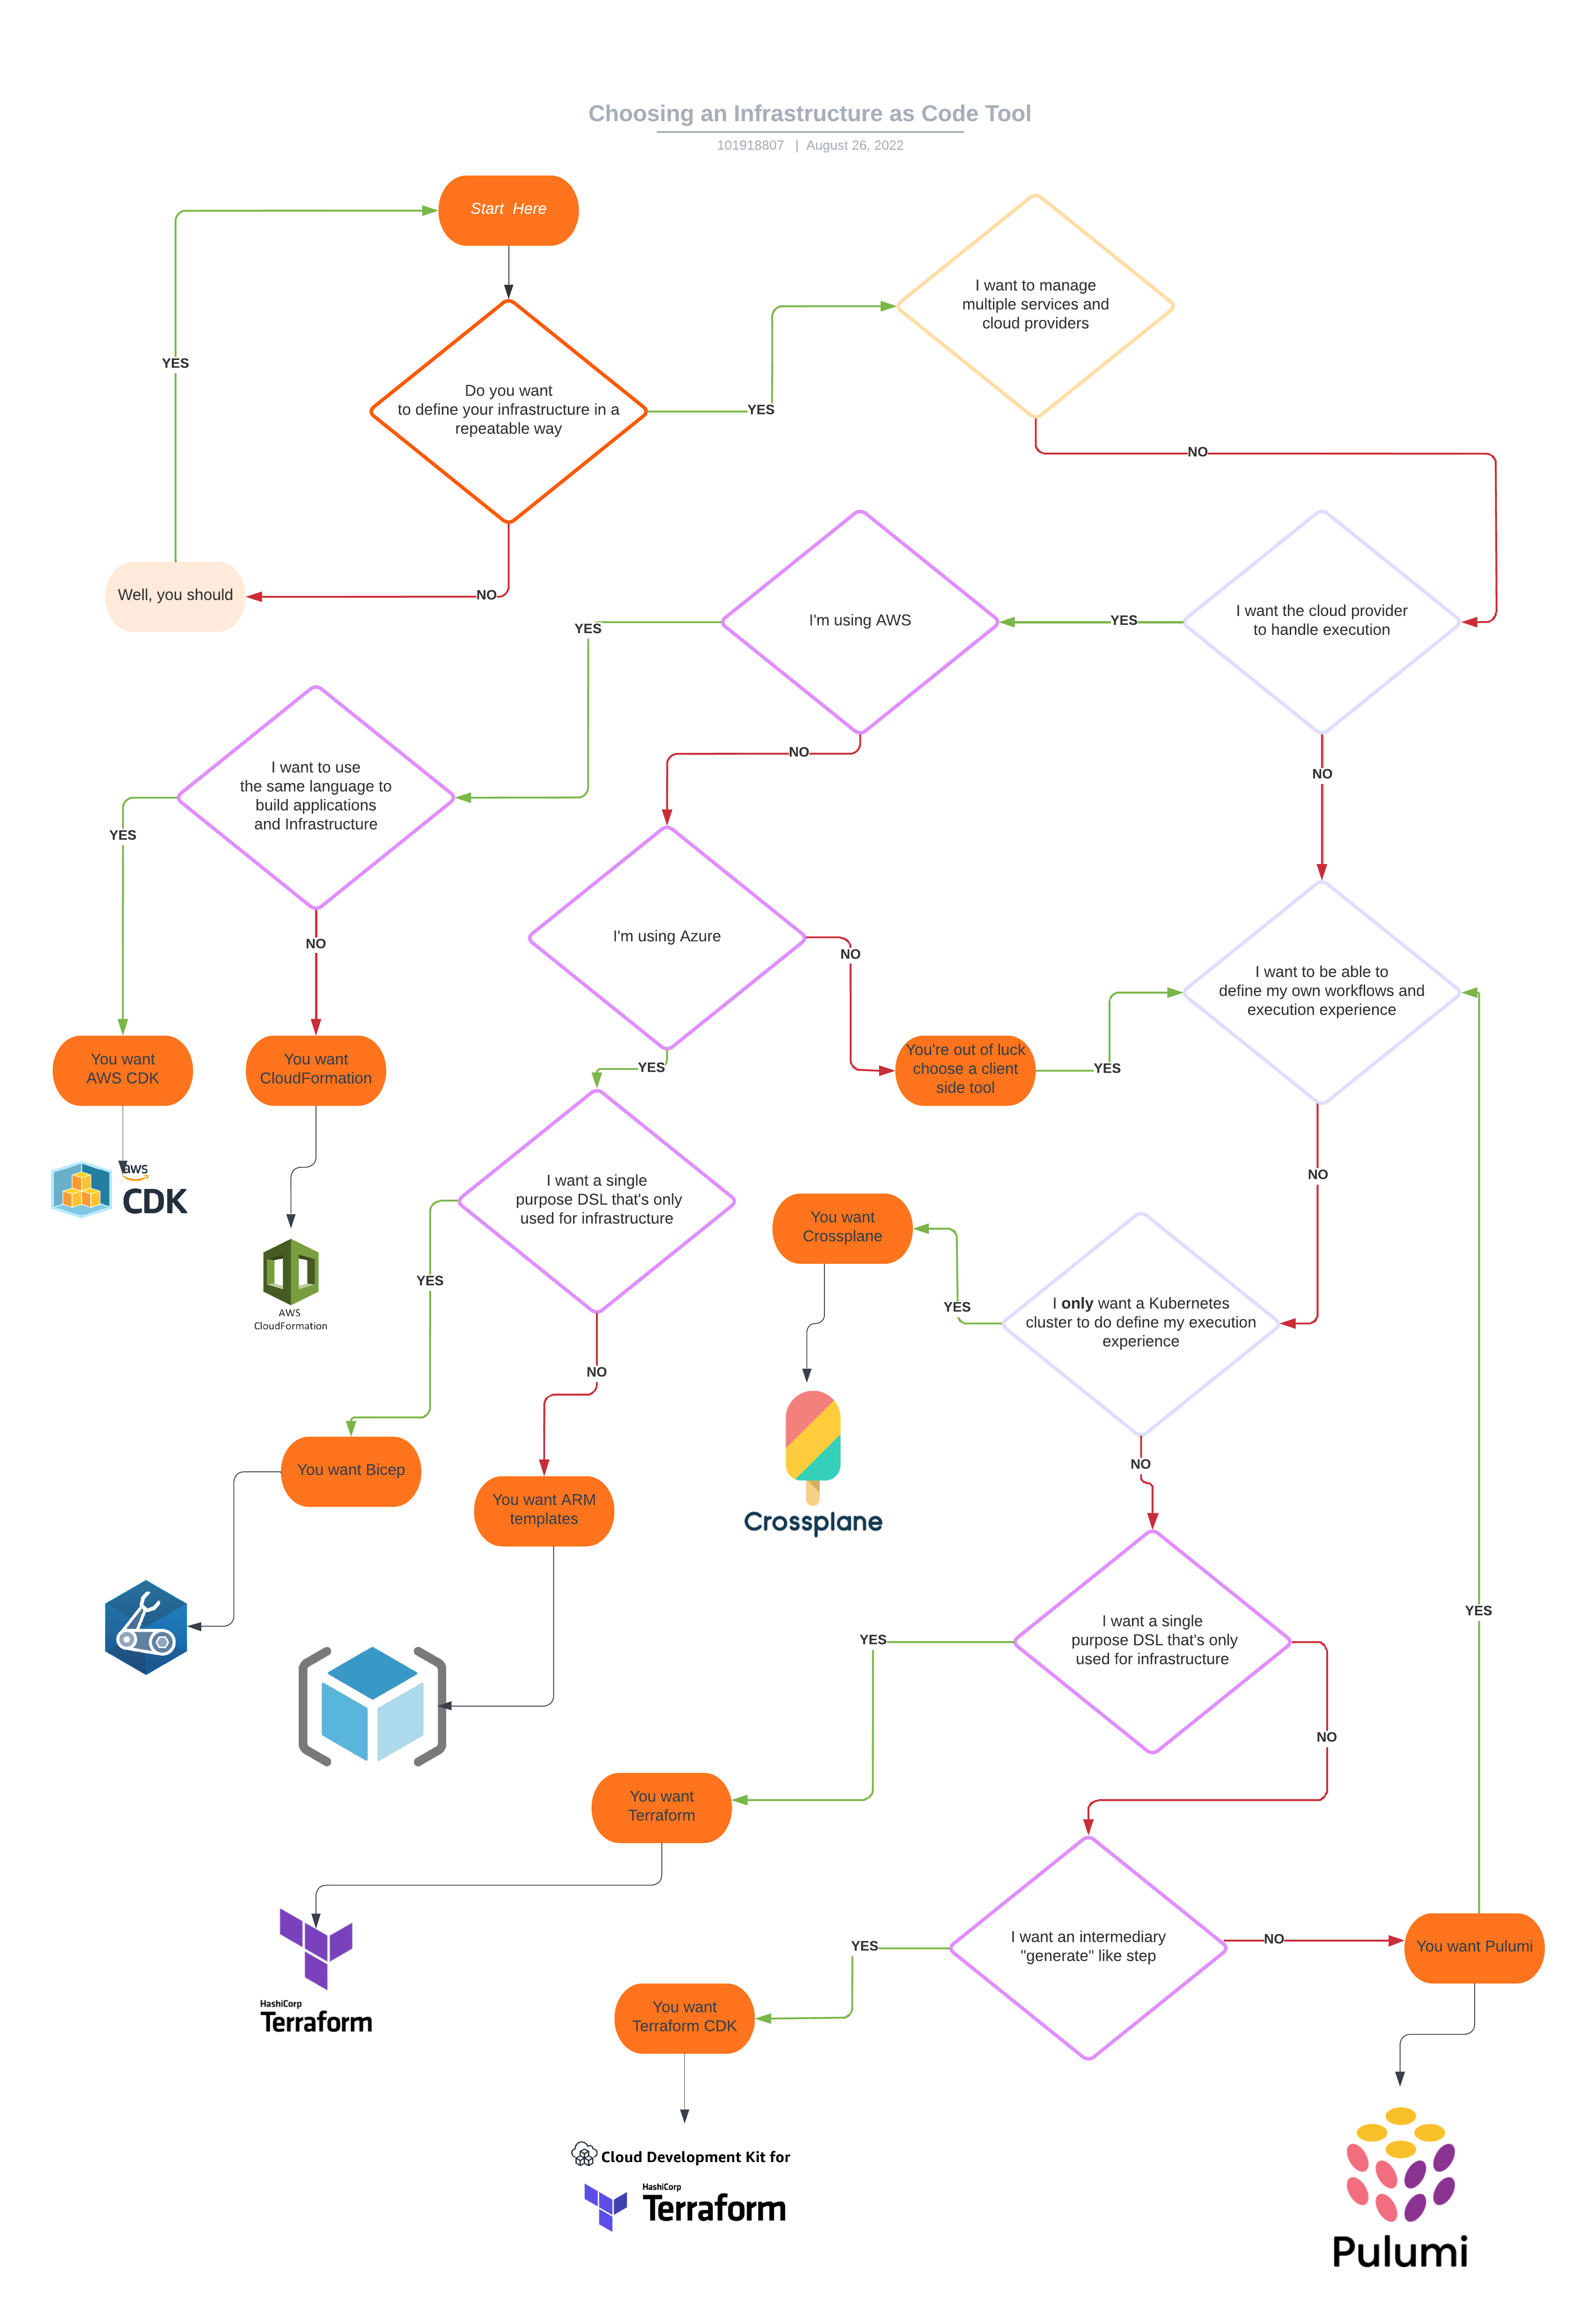 Choosing an Infrastructure as Code Tool
101918807 | August 26, 2022
Start Here
I want to manage
multiple services and
cloud providers
YES
Do you want
to define your infrastructure in a
repeatable way
YES
NO
Well, you should
NO
I'm using AWS
YES
I want the cloud provider
to handle execution
YES
NO
NO
I want to use
the same language to
build applications
and Infrastructure
YES
NO
I'm using Azure
NO
I want to be able to
define my own workflows and
execution experience
You want
AWS CDK
You want
CloudFormation
YES
You're out of luck
choose a client
side tool
YES
aws
CDK
NO
I want a single
purpose DSL that's only
used for infrastructure
You want
Crossplane
AWS
CloudFormation
YES
YES
I only want a Kubernetes
cluster to do define my execution
experience
NO
NO
You want Bicep
You want ARM
templates
Crossplane
YES
I want a single
purpose DSL that's only
used for infrastructure
YES
NO
You want
Terraform
YES
I want an intermediary
"generate" like step
NO
You want Pulumi
HashiCorp
Terraform
You want
Terraform CDK
Cloud Development Kit for
HashiCorp
Terraform
Pulumi